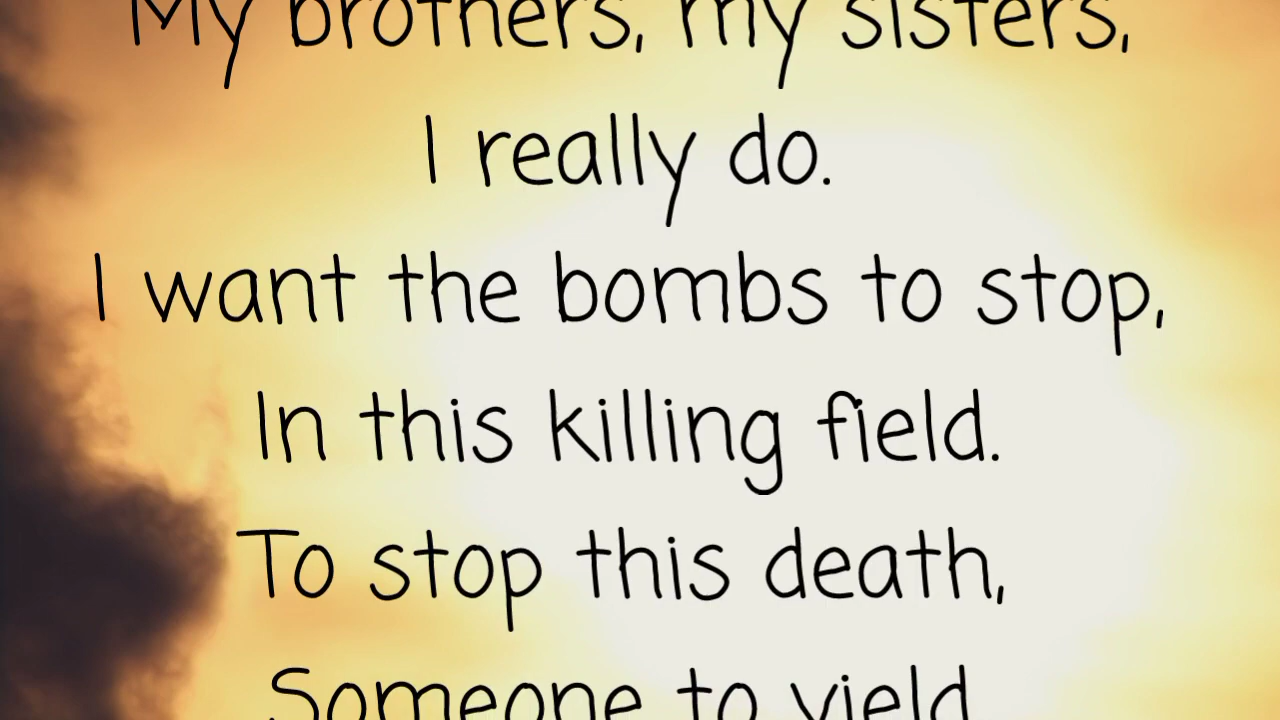 My brothers, my sisters,
I really do.
I want the bombs to stop,
In this killing field.
To stop this death,
Someone to yield